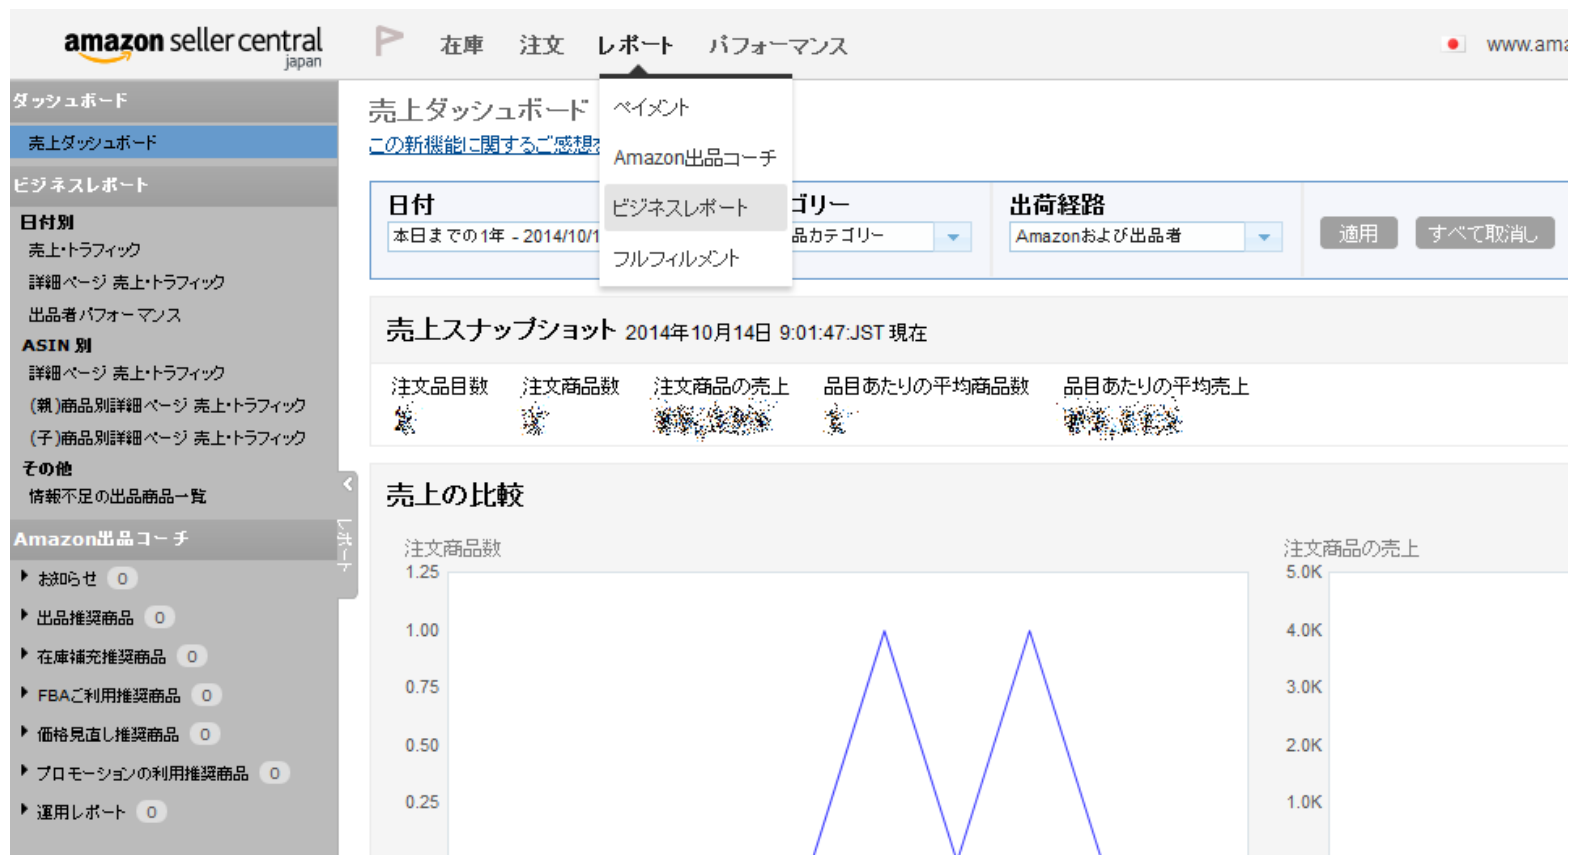 amazon seller central
japan
在庫 注文 レポート パフォーマンス
www.ama
ペイメント
Amazon出品コーチ
ビジネスレポート
フルフィルメント
ダッシュボード
売上ダッシュボード
ビジネスレポート
日付別
売上・トラフィック
詳細ページ 売上・トラフィック
出品者パフォーマンス
ASIN 別
詳細ページ 売上・トラフィック
(親)商品別詳細ページ 売上・トラフィック
(子)商品別詳細ページ 売上・トラフィック
その他
情報不足の出品商品一覧
Amazon出品コーチ
お知らせ 0
出品推奨商品 0
在庫補充推奨商品 0
FBAご利用推奨商品 0
価格見直し推奨商品 0
プロモーションの利用推奨商品 0
運用レポート 0
レポート
売上ダッシュボード
この新機能に関するご感想
日付
ゴリー
出荷経路
本日までの1年 - 2014/10/1
品カテゴリー
Amazonおよび出品者
適用 すべて取消し
売上スナップショット 2014年10月14日 9:01:47:JST 現在
注文品目数 注文商品数 注文商品の売上 品目あたりの平均商品数 品目あたりの平均売上
売上の比較
注文商品数
1.25
1.00
0.75
0.50
0.25
注文商品の売上
5.0K
4.0K
3.0K
2.0K
1.0K